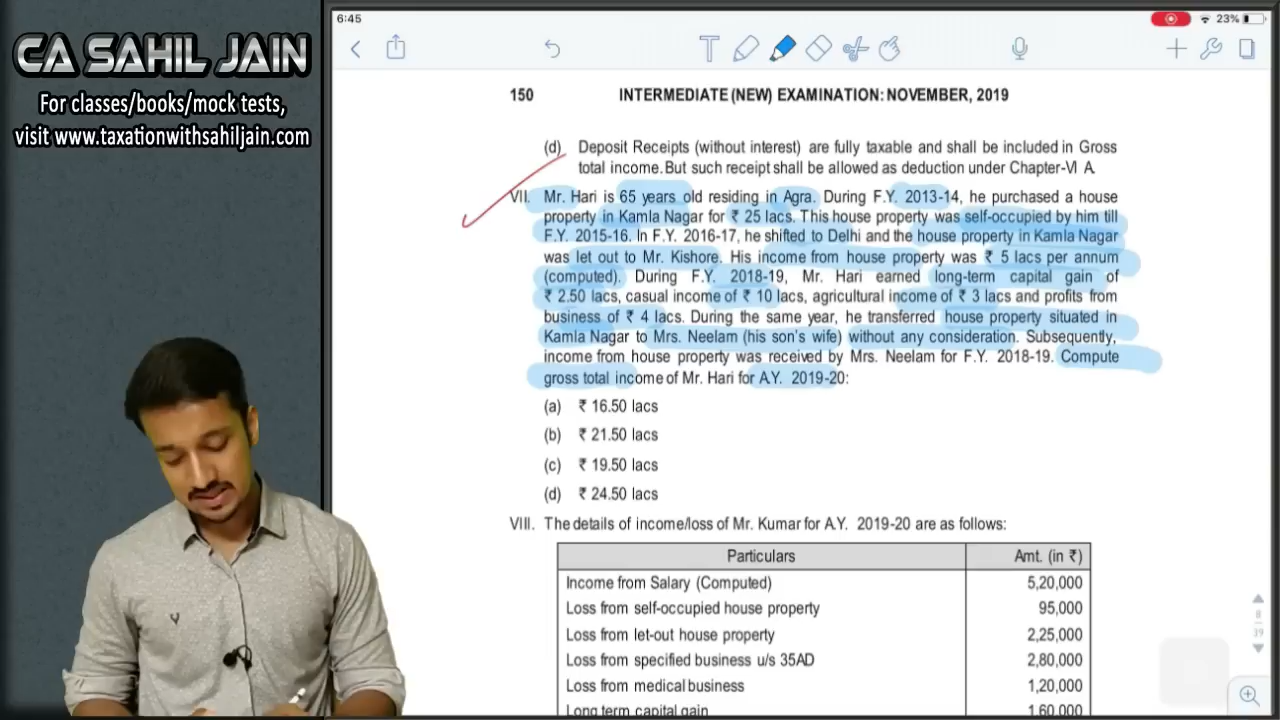 CA SAHIL JAIN
For classes/books/mock tests,
visit www.taxationwithsahiljain.com
6:45
23%
150 INTERMEDIATE (NEW) EXAMINATION: NOVEMBER, 2019
(d) Deposit Receipts (without interest) are fully taxable and shall be included in Gross
total income. But such receipt shall be allowed as deduction under Chapter-VI A.
VII. Mr. Hari is 65 years old residing in Agra. During F.Y. 2013-14, he purchased a house
property in Kamla Nagar for ₹ 25 lacs. This house property was self-occupied by him till
F.Y. 2015-16. In F.Y. 2016-17, he shifted to Delhi and the house property in Kamla Nagar
was let out to Mr. Kishore. His income from house property was ₹ 5 lacs per annum
(computed). During F.Y. 2018-19, Mr. Hari earned long-term capital gain of
₹ 2.50 lacs, casual income of ₹ 10 lacs, agricultural income of ₹ 3 lacs and profits from
business of ₹ 4 lacs. During the same year, he transferred house property situated in
Kamla Nagar to Mrs. Neelam (his son's wife) without any consideration. Subsequently,
income from house property was received by Mrs. Neelam for F.Y. 2018-19. Compute
gross total income of Mr. Hari for A.Y. 2019-20:
(a) ₹ 16.50 lacs
(b) ₹ 21.50 lacs
(c) ₹ 19.50 lacs
(d) ₹ 24.50 lacs
VIII. The details of income/loss of Mr. Kumar for A.Y. 2019-20 are as follows:
Particulars Amt. (in ₹)
Income from Salary (Computed) 5,20,000
Loss from self-occupied house property 95,000
Loss from let-out house property 2,25,000
Loss from specified business u/s 35AD 2,80,000
Loss from medical business 1,20,000
Long term capital gain 1,60,000
8
39